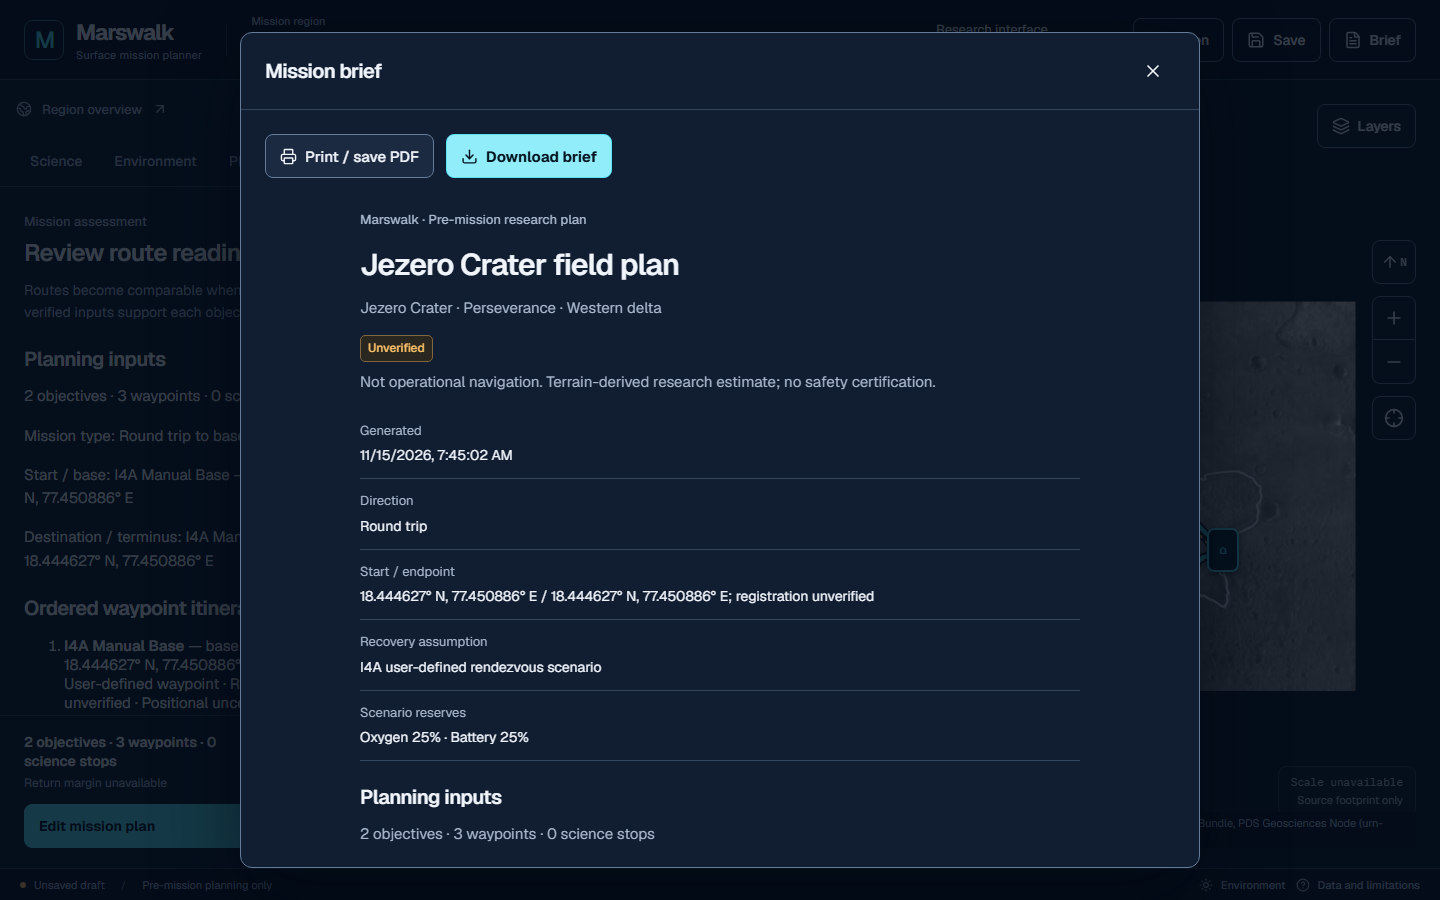 M
Marswalk
Surface mission planner
Mission region
Research interface
Save
Brief
Region overview
Science
Environment
Layers
Mission assessment
Review route readin
Routes become comparable when
verified inputs support each objec
Planning inputs
2 objectives · 3 waypoints · 0 sc
Mission type: Round trip to base
Start / base: I4A Manual Base –
N, 77.450886° E
Destination / terminus: I4A Man
18.444627° N, 77.450886° E
Ordered waypoint itinera
1. I4A Manual Base — base
18.444627° N, 77.450886°
User-defined waypoint · R
unverified · Positional unc
2 objectives · 3 waypoints · 0
science stops
Return margin unavailable
Edit mission plan
Unsaved draft / Pre-mission planning only
Mission brief
Print / save PDF
Download brief
Marswalk · Pre-mission research plan
Jezero Crater field plan
Jezero Crater · Perseverance · Western delta
Unverified
Not operational navigation. Terrain-derived research estimate; no safety certification.
Generated
11/15/2026, 7:45:02 AM
Direction
Round trip
Start / endpoint
18.444627° N, 77.450886° E / 18.444627° N, 77.450886° E; registration unverified
Recovery assumption
I4A user-defined rendezvous scenario
Scenario reserves
Oxygen 25% · Battery 25%
Planning inputs
2 objectives · 3 waypoints · 0 science stops
N
Scale unavailable
Source footprint only
Bundle, PDS Geosciences Node (urn-
Environment
Data and limitations